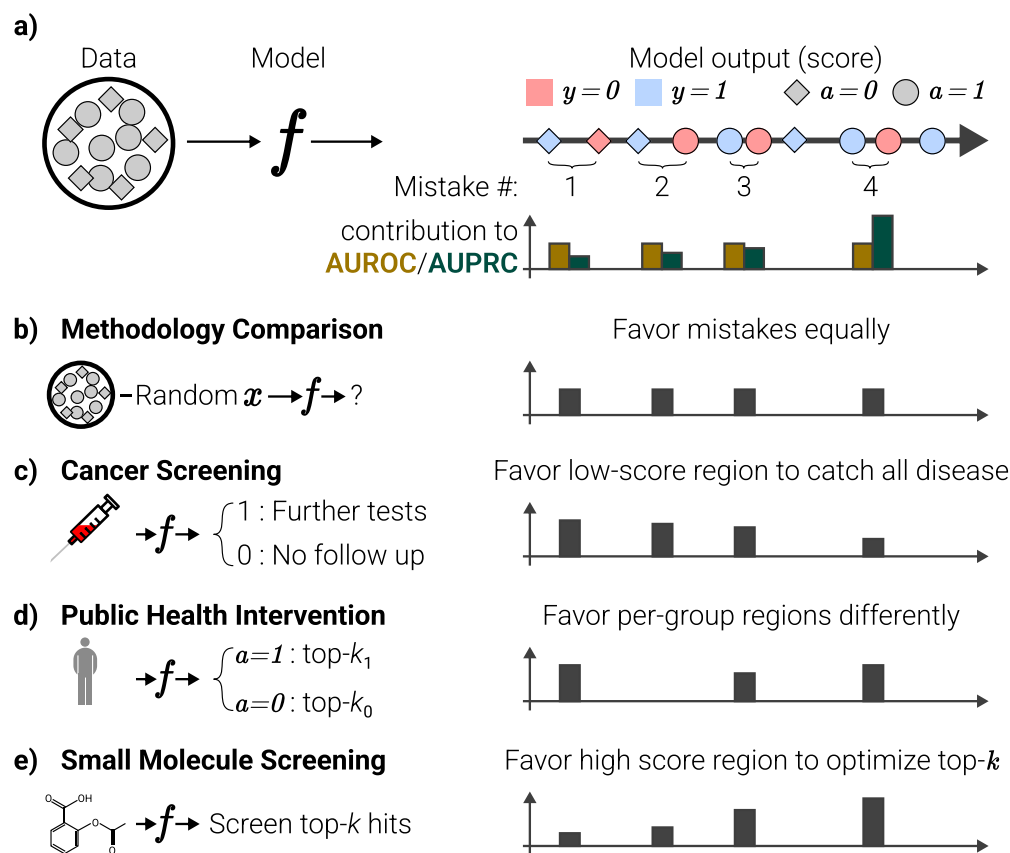 a)
Data
Model
Model output (score)
y=0 y=1 a=0 a=1
f
Mistake #: 1 2 3 4
contribution to
AUROC/AUPRC
b) Methodology Comparison
Favor mistakes equally
Random x f ?
c) Cancer Screening
Favor low-score region to catch all disease
f
1 : Further tests
0 : No follow up
d) Public Health Intervention
Favor per-group regions differently
f
a=1 : top-k₁
a=0 : top-k₀
e) Small Molecule Screening
Favor high score region to optimize top-k
O OH
O
O
f Screen top-k hits